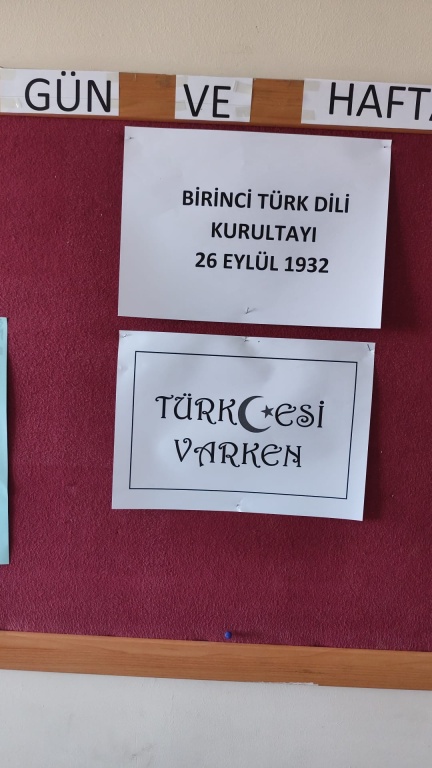 GÜN VE HAFTA
BİRİNCİ TÜRK DİLİ
KURULTAYI
26 EYLÜL 1932
TÜRKÇESİ
VARKEN